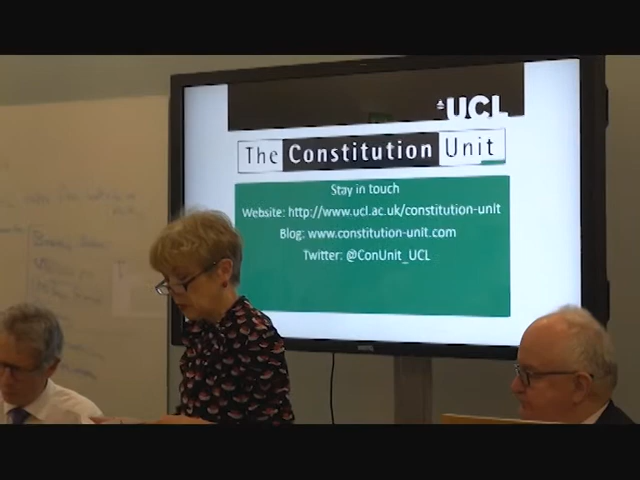 UCL
The Constitution Unit
Stay in touch
Website: http://www.ucl.ac.uk/constitution-unit
Blog: www.constitution-unit.com
Twitter: @ConUnit_UCL